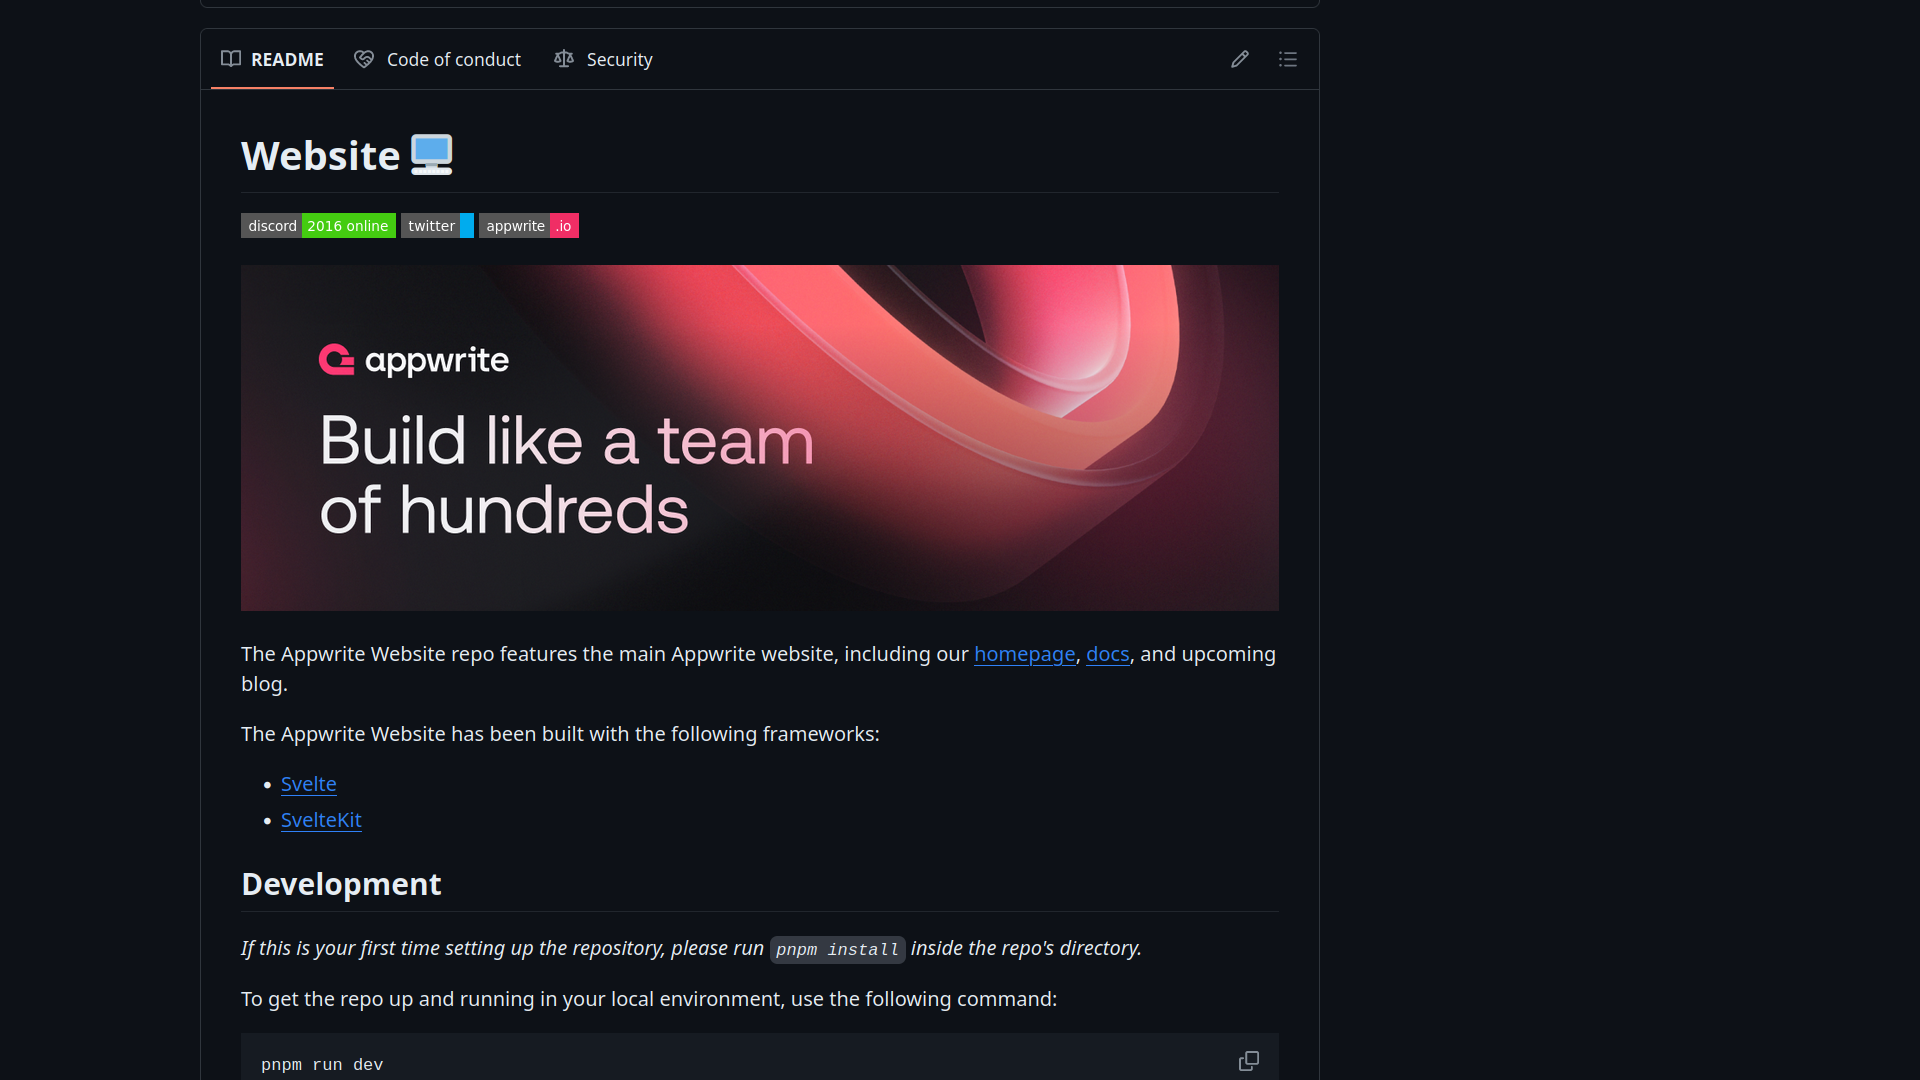 README
Code of conduct
Security
Website
discord 2016 online
twitter
appwrite .io
appwrite
Build like a team
of hundreds
The Appwrite Website repo features the main Appwrite website, including our homepage, docs, and upcoming
blog.
The Appwrite Website has been built with the following frameworks:
• Svelte
• SvelteKit
Development
If this is your first time setting up the repository, please run pnpm install inside the repo's directory.
To get the repo up and running in your local environment, use the following command:
pnpm run dev